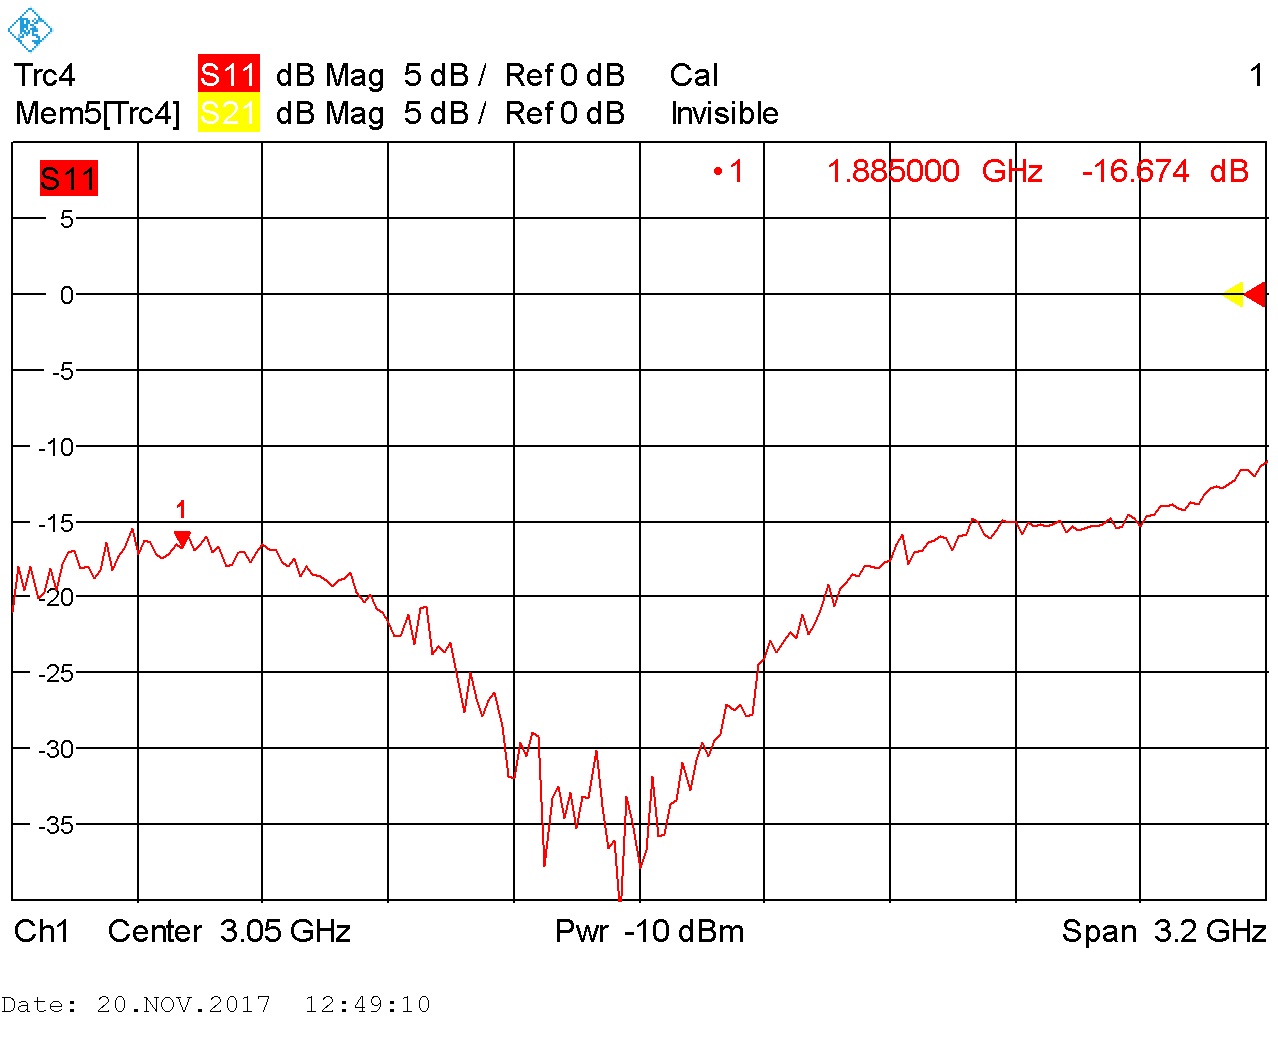 R&S
Trc4 S11 dB Mag 5 dB / Ref 0 dB Cal 1
Mem5[Trc4] S21 dB Mag 5 dB / Ref 0 dB Invisible
S11 •1 1.885000 GHz -16.674 dB
5
0
-5
-10
1
-15
-20
-25
-30
-35
Ch1 Center 3.05 GHz Pwr -10 dBm Span 3.2 GHz
Date: 20.NOV.2017 12:49:10